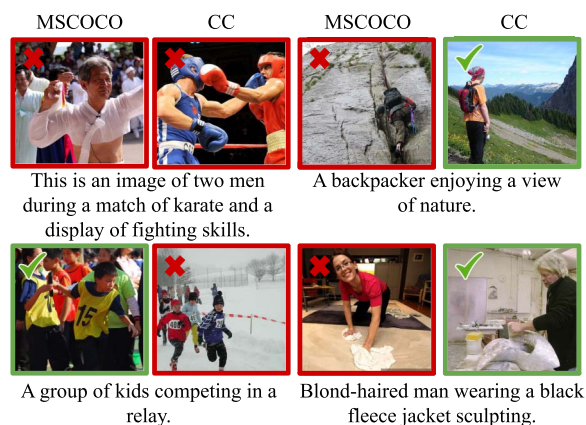 MSCOCO CC MSCOCO CC
This is an image of two men
during a match of karate and a
display of fighting skills.
A backpacker enjoying a view
of nature.
15
A group of kids competing in a
relay.
Blond-haired man wearing a black
fleece jacket sculpting.